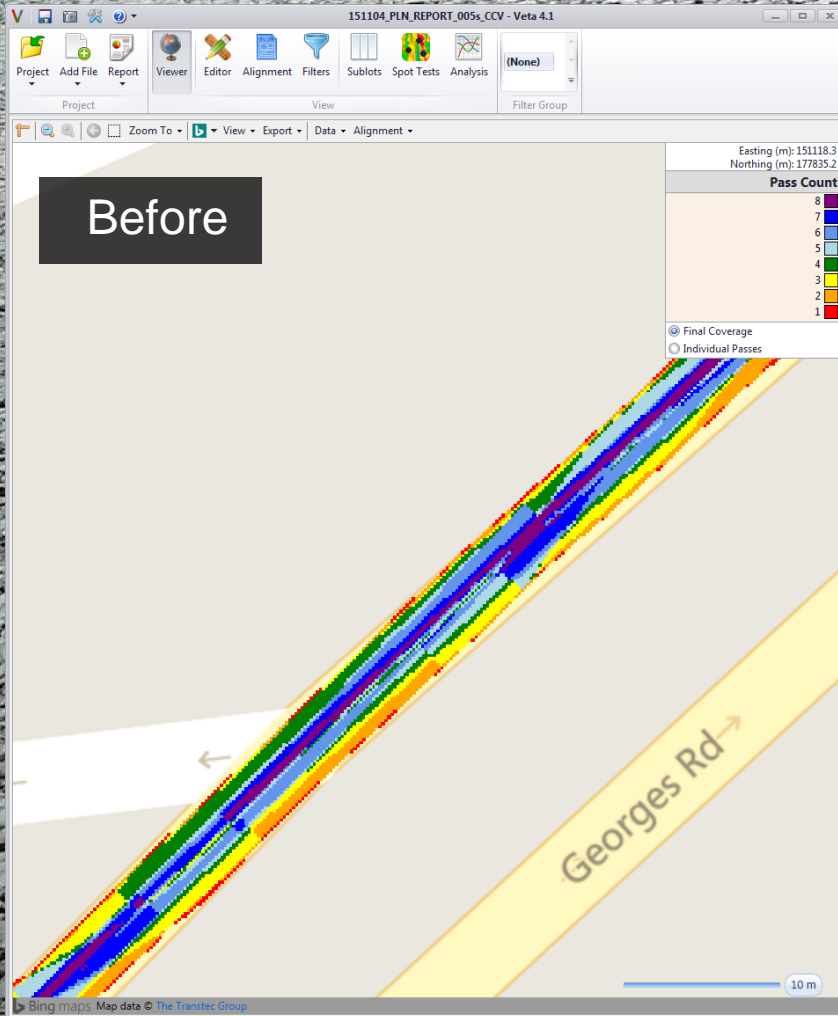 151104_PLN_REPORT_005s_CCV - Veta 4.1
Project Add File Report Viewer Editor Alignment Filters Sublots Spot Tests Analysis (None)
Project View Filter Group
Zoom To View Export Data Alignment
Easting (m): 151118.3
Northing (m): 177835.2
Pass Count
8
7
6
5
4
3
2
1
Final Coverage
Individual Passes
Before
Georges Rd
10 m
Bing maps Map data © The Transtec Group